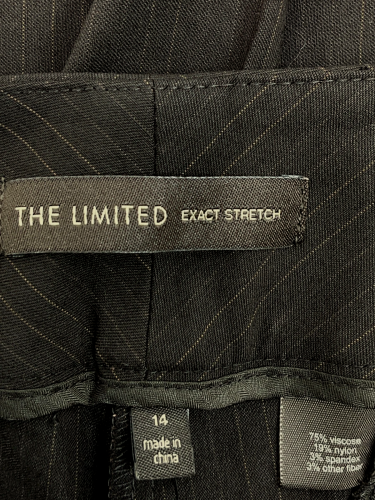 THE LIMITED EXACT STRETCH
14
made in
china
75% viscose
19% nylon
3% spandex
3% other fiber